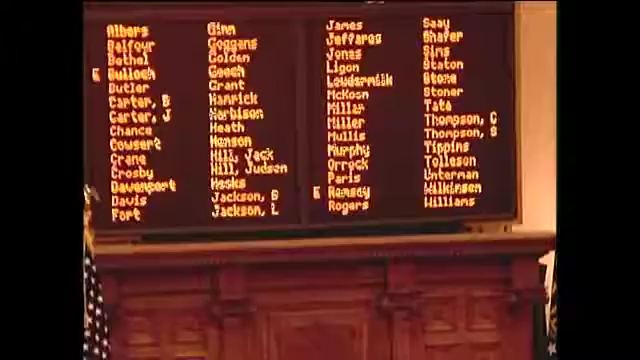 Albers
Balfour
Bethel
E Bulloch
Butler
Carter, B
Carter, J
Chance
Cowsert
Crane
Crosby
Davenport
Davis
Fort
Ginn
Goggans
Golden
Gooch
Grant
Hamrick
Harbison
Heath
Henson
Hill, Jack
Hill, Judson
Hooks
Jackson, B
Jackson, L
James
Jeffares
Jones
Ligon
Loudermilk
McKoon
Millar
Miller
Mullis
Murphy
Orrock
Paris
E Ramsey
Rogers
Seay
Shafer
Sims
Staton
Stone
Stoner
Tate
Thompson, C
Thompson, S
Tippins
Tolleson
Unterman
Wilkinson
Williams